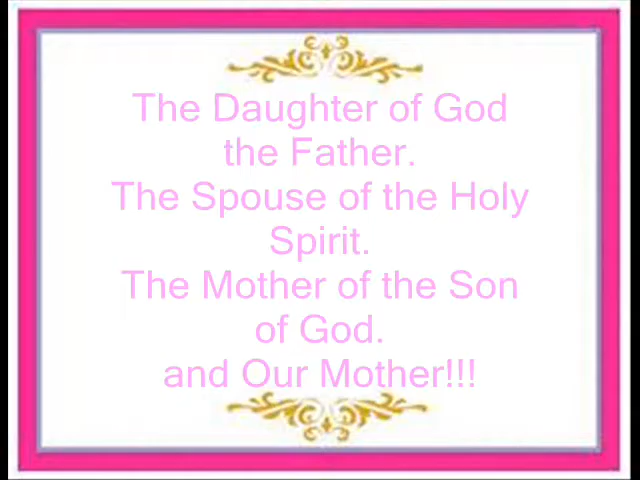 The Daughter of God
the Father.
The Spouse of the Holy
Spirit.
The Mother of the Son
of God.
and Our Mother!!!